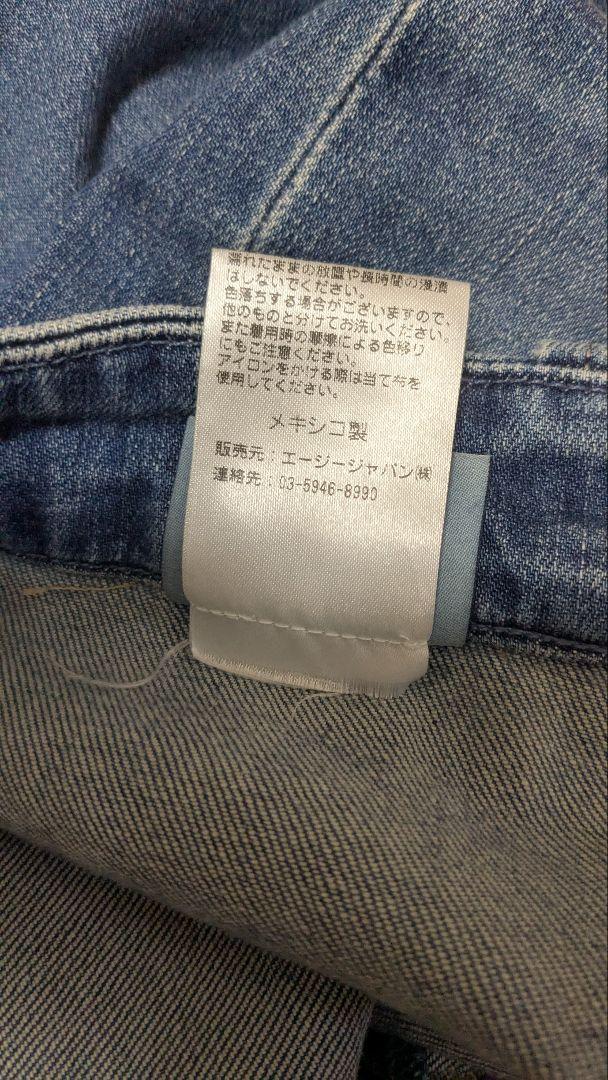 濡れたままの放置や長時間の浸漬
はしないでください。
色落ちする場合がございますので、
他のものと分けてお洗いください。
また着用時の摩擦による色移り
にもご注意ください。
アイロンをかける際は当て布を
使用してください。
メキシコ製
販売元：エージージャパン㈱
連絡先：03-5946-8990